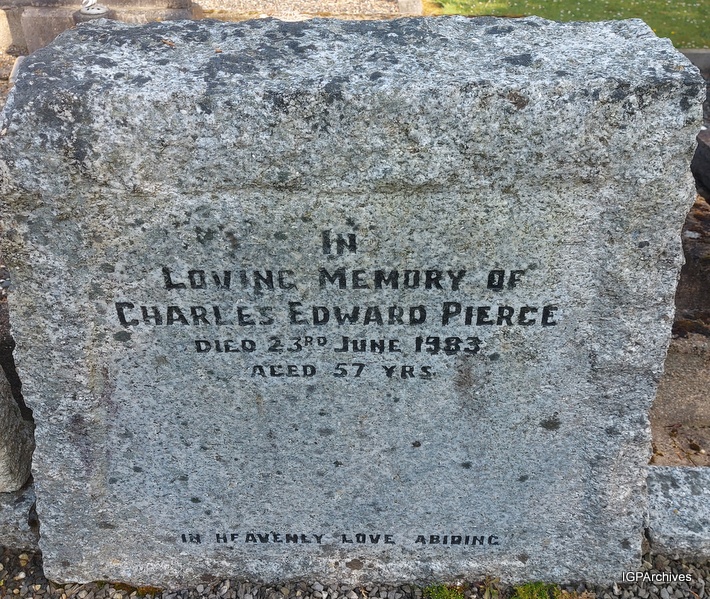 IN
LOVING MEMORY OF
CHARLES EDWARD PIERCE
DIED 23RD JUNE 1983
AGED 57 YRS
IN HEAVENLY LOVE ABIDING
IGPArchives